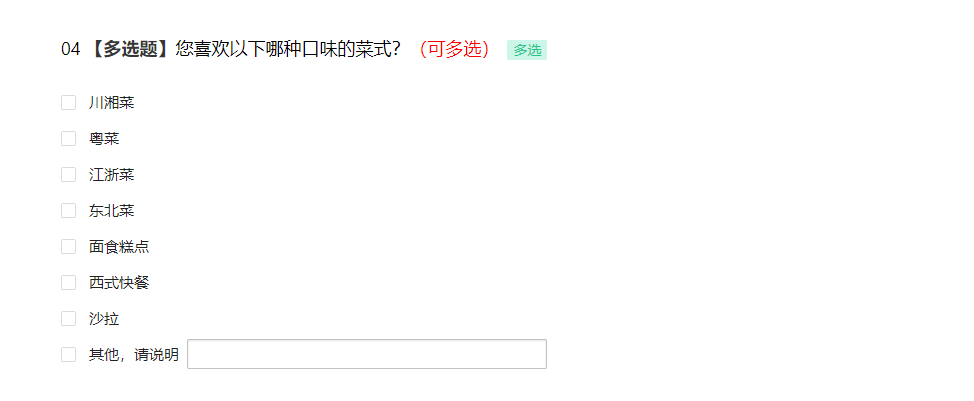 04 【多选题】您喜欢以下哪种口味的菜式？（可多选） 多选
川湘菜
粤菜
江浙菜
东北菜
面食糕点
西式快餐
沙拉
其他，请说明